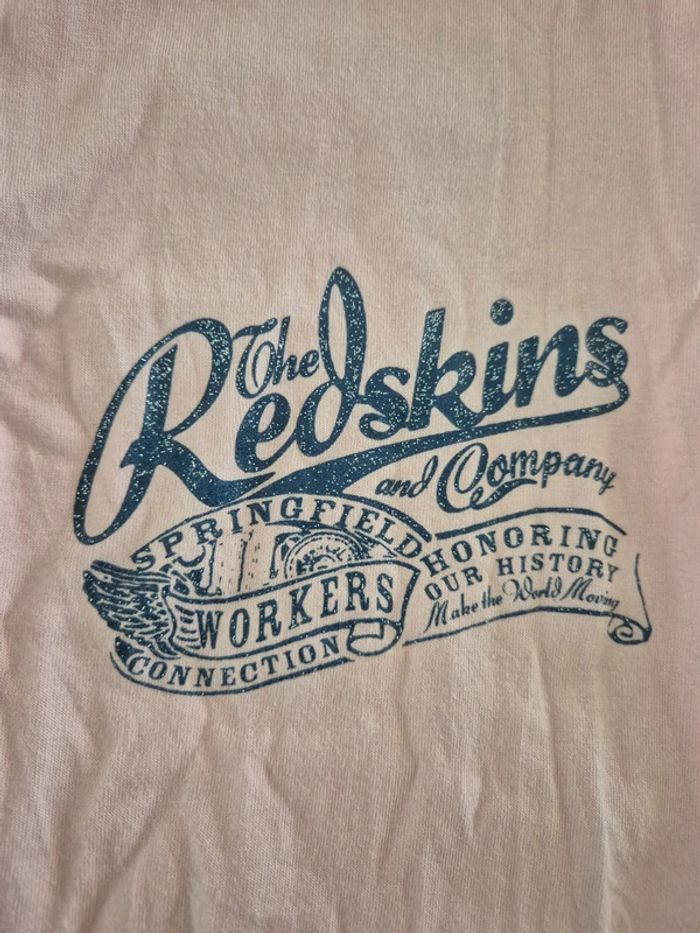 The
Redskins
and Company
SPRINGFIELD
WORKERS
CONNECTION
HONORING
OUR HISTORY
Make the World Moving